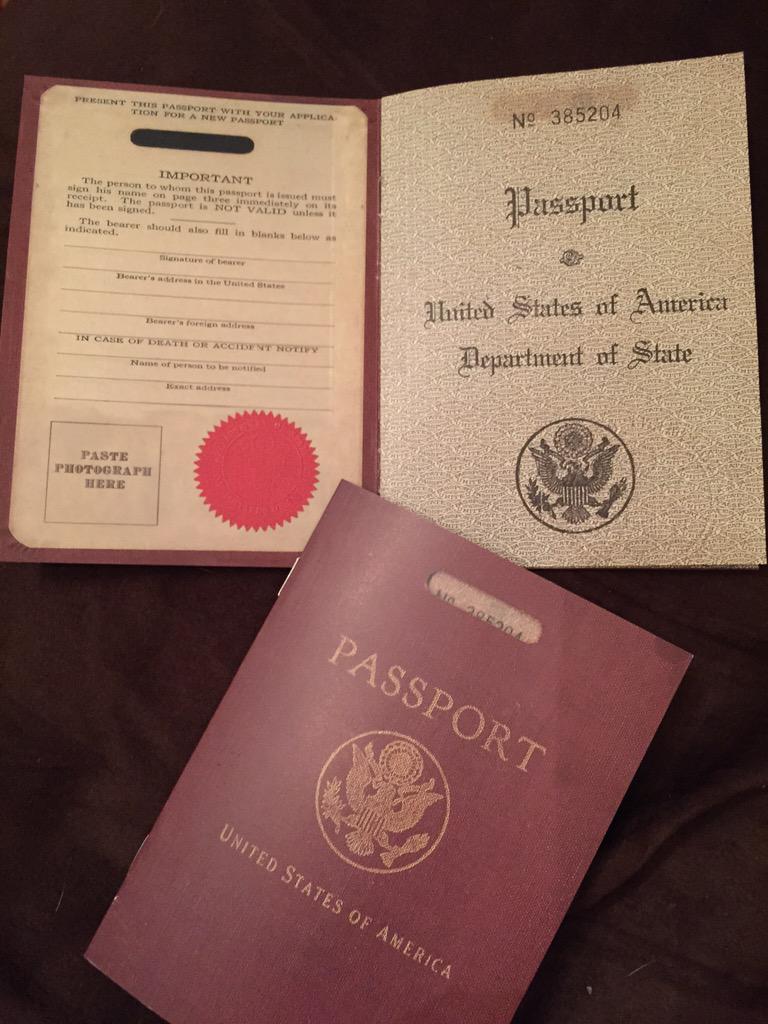 PRESENT THIS PASSPORT WITH YOUR APPLICA
TION FOR A NEW PASSPORT
IMPORTANT
The person to whom this passport is issued must
sign his name on page three immediately on its
receipt. The passport is NOT VALID unless it
has been signed.
The bearer should also fill in blanks below as
indicated.
Signature of bearer
Bearer's address in the United States
Bearer's foreign address
IN CASE OF DEATH OR ACCIDENT NOTIFY
Name of person to be notified
Exact address
PASTE
PHOTOGRAPH
HERE
Nº 385204
Passport
United States of America
Department of State
Nº 385204
PASSPORT
UNITED STATES OF AMERICA